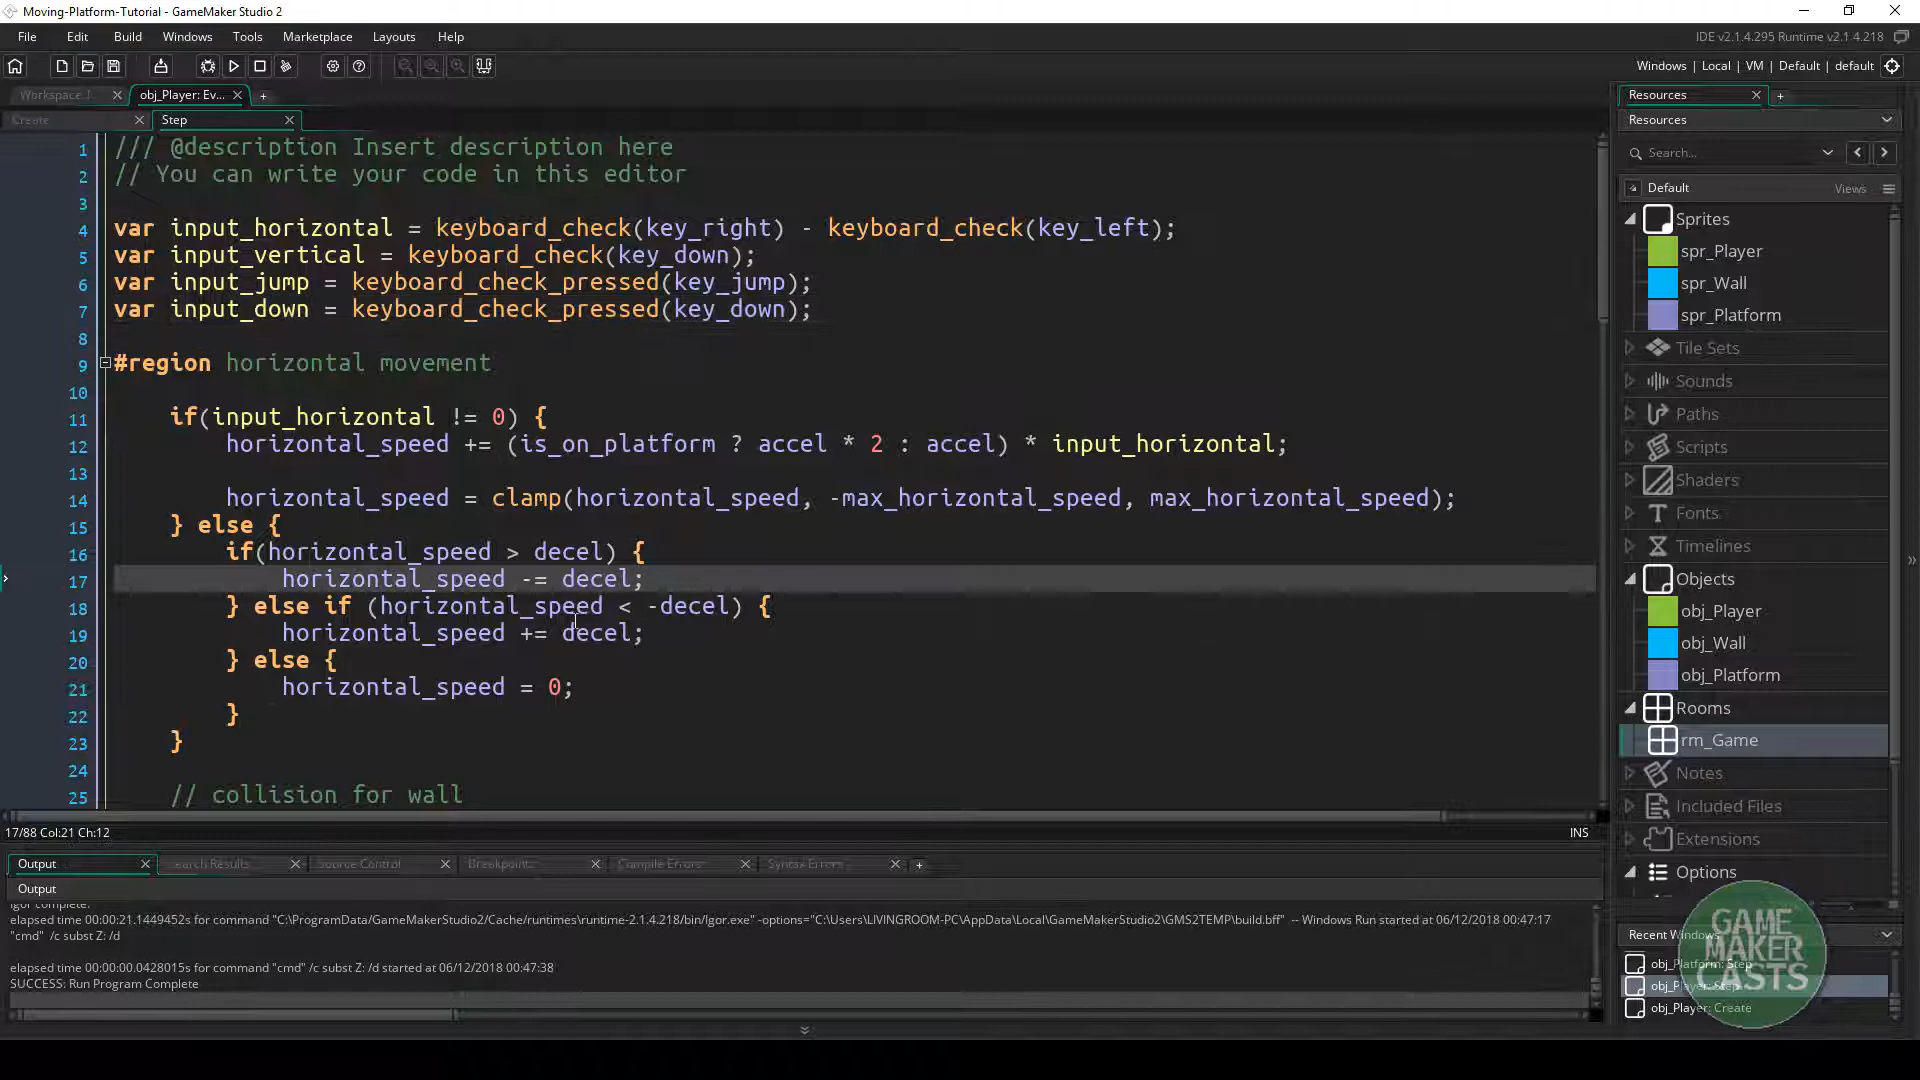 Moving-Platform-Tutorial - GameMaker Studio 2
File Edit Build Windows Tools Marketplace Layouts Help
IDE v2.1.4.295 Runtime v2.1.4.218
Windows | Local | VM | Default | default
Workspace 1
obj_Player: Ev...
Create
Step
1 /// @description Insert description here
2 // You can write your code in this editor
3
4 var input_horizontal = keyboard_check(key_right) - keyboard_check(key_left);
5 var input_vertical = keyboard_check(key_down);
6 var input_jump = keyboard_check_pressed(key_jump);
7 var input_down = keyboard_check_pressed(key_down);
8
9 #region horizontal movement
10
11 if(input_horizontal != 0) {
12 horizontal_speed += (is_on_platform ? accel * 2 : accel) * input_horizontal;
13
14 horizontal_speed = clamp(horizontal_speed, -max_horizontal_speed, max_horizontal_speed);
15 } else {
16 if(horizontal_speed > decel) {
17 horizontal_speed -= decel;
18 } else if (horizontal_speed < -decel) {
19 horizontal_speed += decel;
20 } else {
21 horizontal_speed = 0;
22 }
23 }
24
25 // collision for wall
17/88 Col:21 Ch:12
INS
Output
Search Results
Source Control
Breakpoint
Compile Errors
Syntax Errors
Output
Igor complete.
elapsed time 00:00:21.1449452s for command "C:\ProgramData/GameMakerStudio2/Cache/runtimes\runtime-2.1.4.218/bin/Igor.exe" -options="C:\Users\LIVINGROOM-PC\AppData\Local\GameMakerStudio2\GMS2TEMP\build.bff" -- Windows Run started at 06/12/2018 00:47:17
"cmd" /c subst Z: /d
elapsed time 00:00:00.0428015s for command "cmd" /c subst Z: /d started at 06/12/2018 00:47:38
SUCCESS: Run Program Complete
Resources
Resources
Search...
Default
Views
Sprites
spr_Player
spr_Wall
spr_Platform
Tile Sets
Sounds
Paths
Scripts
Shaders
Fonts
Timelines
Objects
obj_Player
obj_Wall
obj_Platform
Rooms
rm_Game
Notes
Included Files
Extensions
Options
Recent Windows
obj_Platform: Step
obj_Player: Step
obj_Player: Create
GAME
MAKER
CASTS